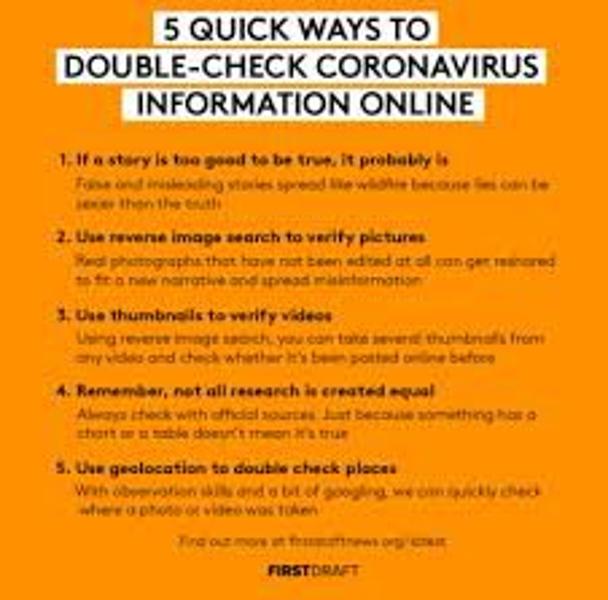 5 QUICK WAYS TO
DOUBLE-CHECK CORONAVIRUS
INFORMATION ONLINE
1. If a story is too good to be true, it probably is
False and misleading stories spread like wildfire because lies can be
sexier than the truth
2. Use reverse image search to verify pictures
Real photographs that have not been edited at all can get reshared
to fit a new narrative and spread misinformation
3. Use thumbnails to verify videos
Using reverse image search, you can take several thumbnails from
any video and check whether it's been posted online before
4. Remember, not all research is created equal
Always check with official sources. Just because something has a
chart or a table doesn't mean it's true
5. Use geolocation to double check places
With observation skills and a bit of googling, we can quickly check
where a photo or video was taken
Find out more at firstdraftnews.org/latest
FIRSTDRAFT